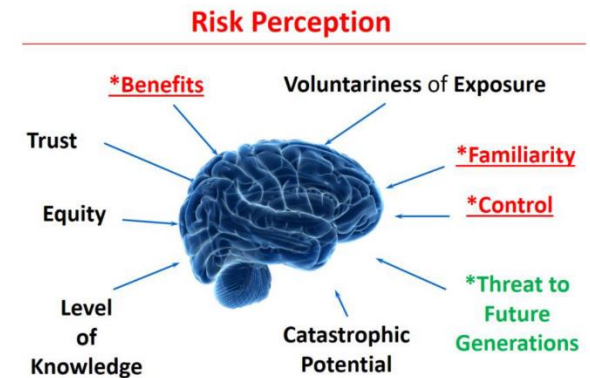 Risk Perception
*Benefits
Voluntariness of Exposure
Trust
*Familiarity
Equity
*Control
Level
of
Knowledge
Catastrophic
Potential
*Threat to
Future
Generations